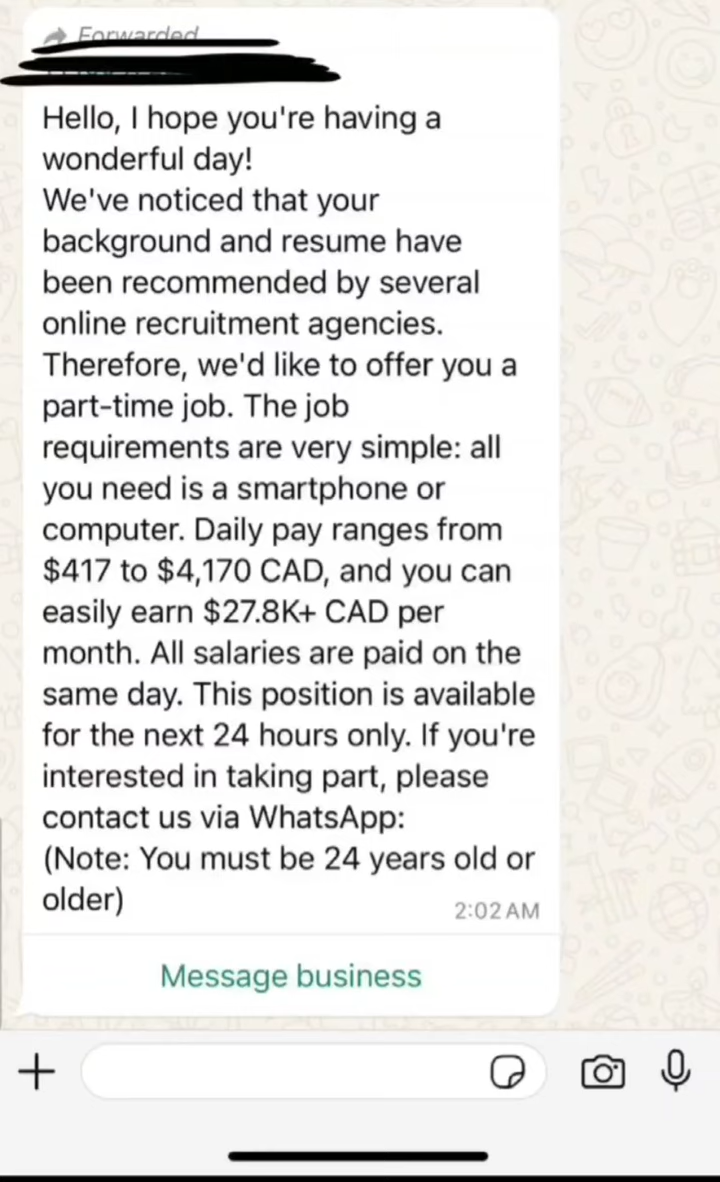 Forwarded
Hello, I hope you're having a
wonderful day!
We've noticed that your
background and resume have
been recommended by several
online recruitment agencies.
Therefore, we'd like to offer you a
part-time job. The job
requirements are very simple: all
you need is a smartphone or
computer. Daily pay ranges from
$417 to $4,170 CAD, and you can
easily earn $27.8K+ CAD per
month. All salaries are paid on the
same day. This position is available
for the next 24 hours only. If you're
interested in taking part, please
contact us via WhatsApp:
(Note: You must be 24 years old or
older)
2:02 AM
Message business